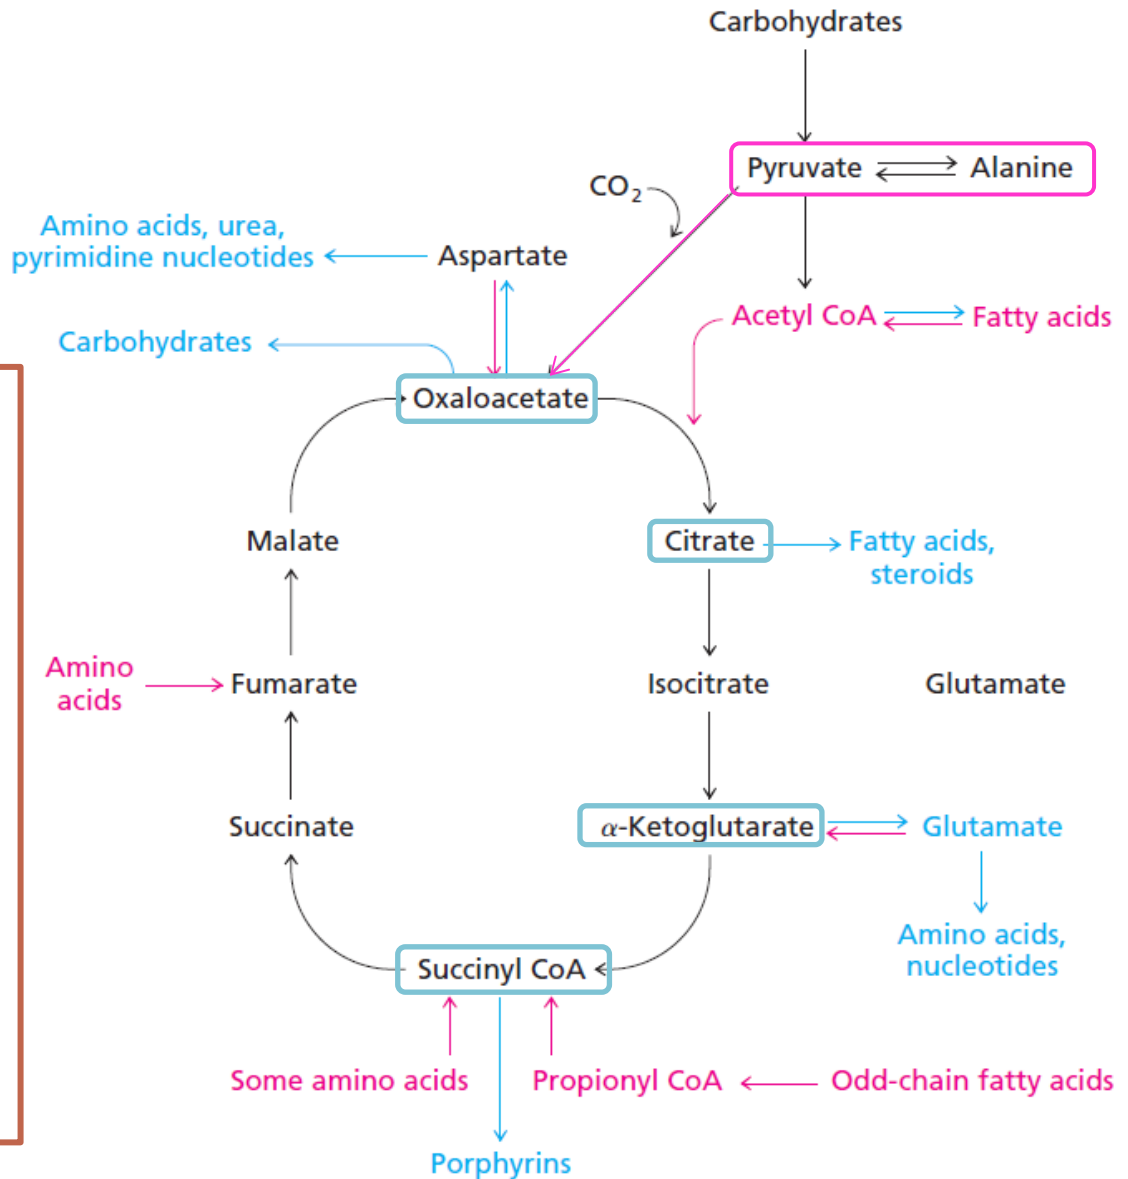 Carbohydrates
Pyruvate
Alanine
CO2
Amino acids, urea,
pyrimidine nucleotides
Aspartate
Acetyl CoA
Fatty acids
Carbohydrates
Oxaloacetate
Malate
Citrate
Fatty acids,
steroids
Amino
acids
Fumarate
Isocitrate
Glutamate
Succinate
α-Ketoglutarate
Glutamate
Amino acids,
nucleotides
Succinyl CoA
Some amino acids
Propionyl CoA
Odd-chain fatty acids
Porphyrins